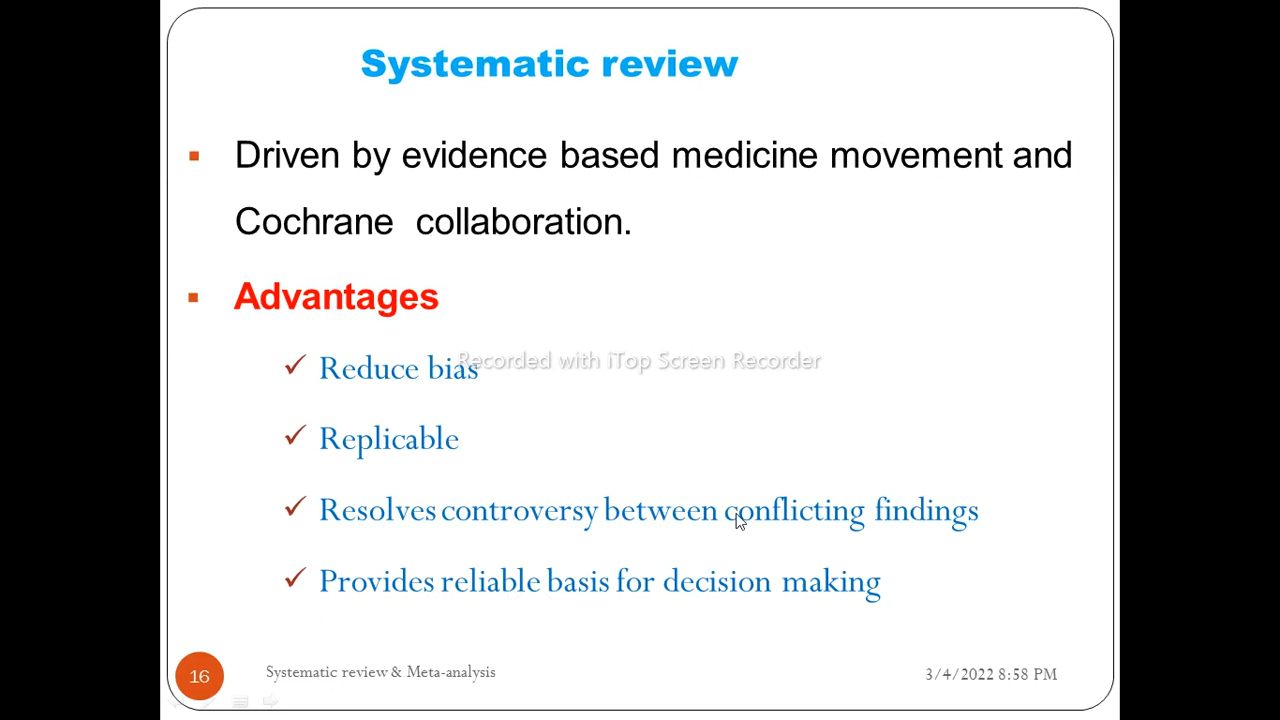 Systematic review
Driven by evidence based medicine movement and
Cochrane collaboration.
Advantages
Reduce bias
Recorded with iTop Screen Recorder
Replicable
Resolves controversy between conflicting findings
Provides reliable basis for decision making
16
Systematic review & Meta-analysis
3/4/2022 8:58 PM